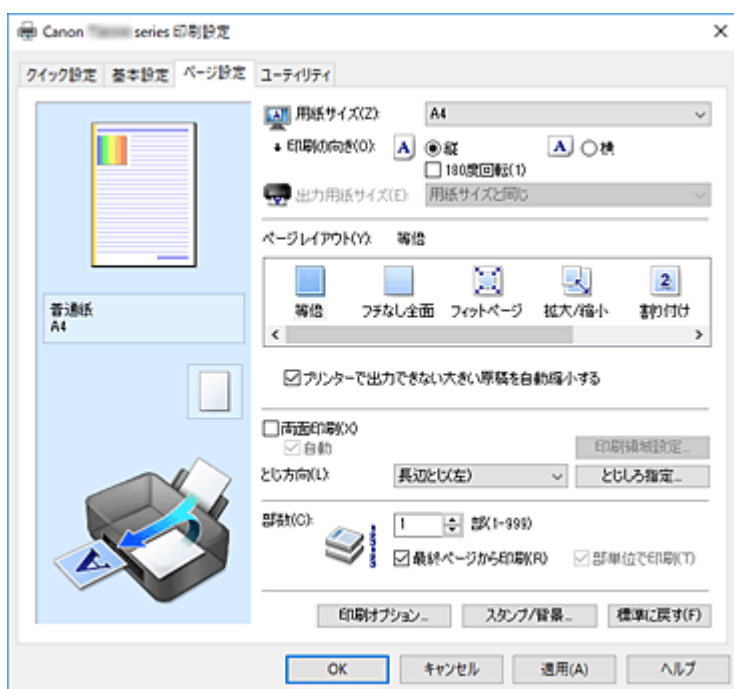 Canon series 印刷設定
クイック設定 基本設定 ページ設定 ユーティリティ
用紙サイズ(Z): A4
印刷の向き(O): A 縦 A 横
180度回転(1)
出力用紙サイズ(E): 用紙サイズと同じ
ページレイアウト(Y): 等倍
等倍 フチなし全面 フィットページ 拡大/縮小 2 割り付け
普通紙
A4
プリンターで出力できない大きい原稿を自動縮小する
両面印刷(X)
自動 印刷領域設定...
とじ方向(L): 長辺とじ(左) とじしろ指定...
部数(C): 1 部(1-999)
最終ページから印刷(R) 部単位で印刷(T)
印刷オプション... スタンプ/背景... 標準に戻す(F)
OK キャンセル 適用(A) ヘルプ